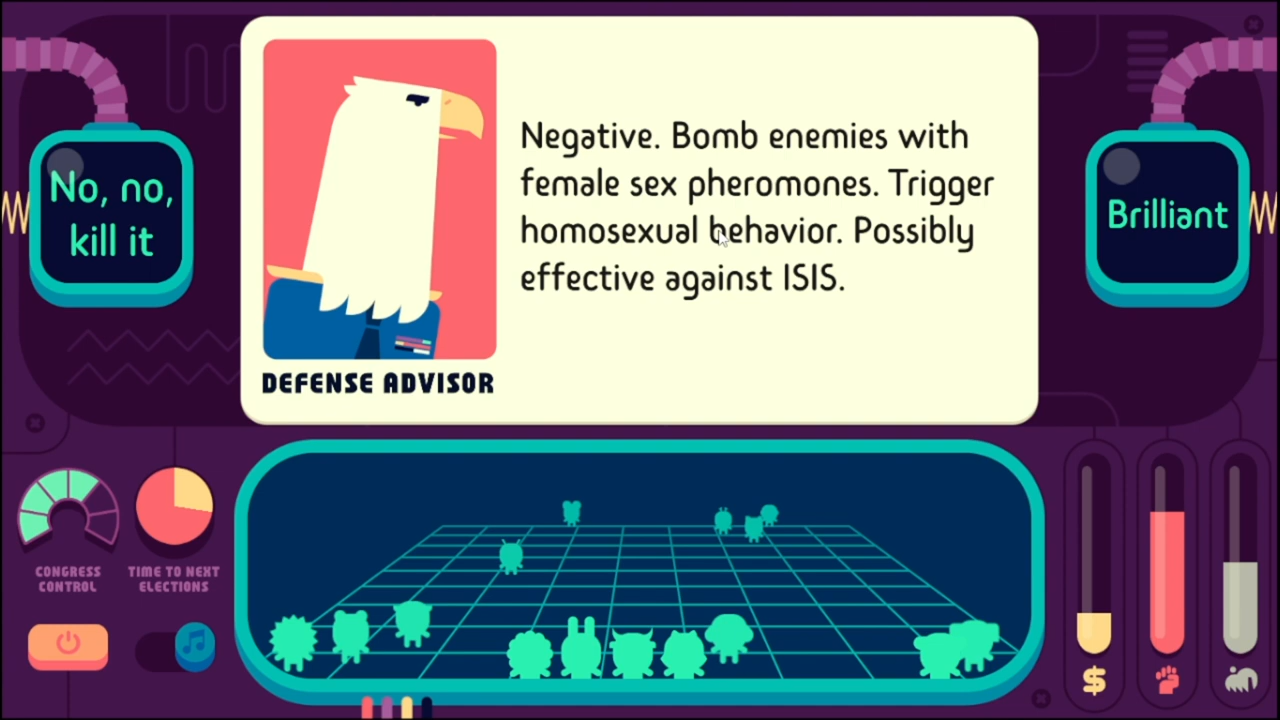 No, no,
kill it
Negative. Bomb enemies with
female sex pheromones. Trigger
homosexual behavior. Possibly
effective against ISIS.
Brilliant
DEFENSE ADVISOR
CONGRESS
CONTROL
TIME TO NEXT
ELECTIONS
$